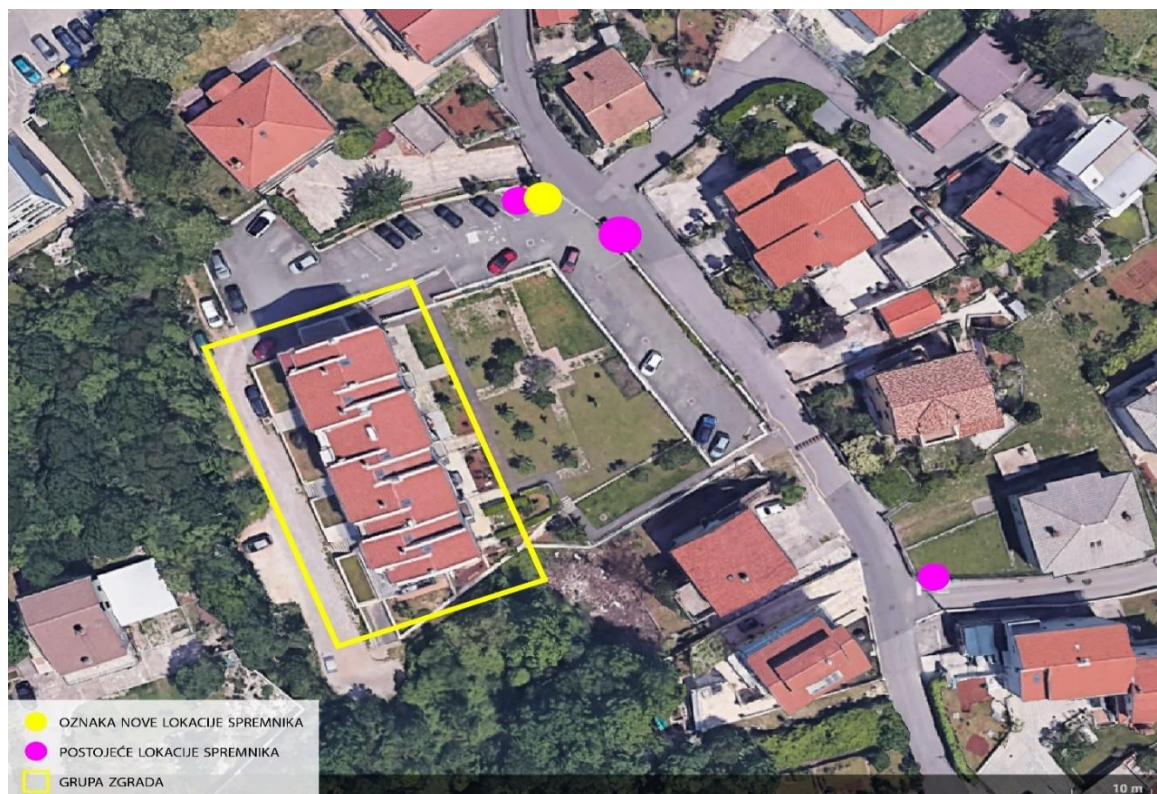 OZNAKA NOVE LOKACIJE SPREMNIKA
POSTOJEĆE LOKACIJE SPREMNIKA
GRUPA ZGRADA
10 m